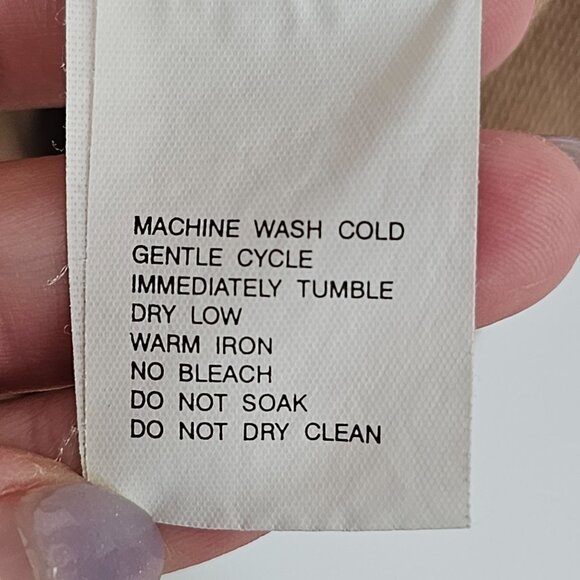 MACHINE WASH COLD
GENTLE CYCLE
IMMEDIATELY TUMBLE
DRY LOW
WARM IRON
NO BLEACH
DO NOT SOAK
DO NOT DRY CLEAN